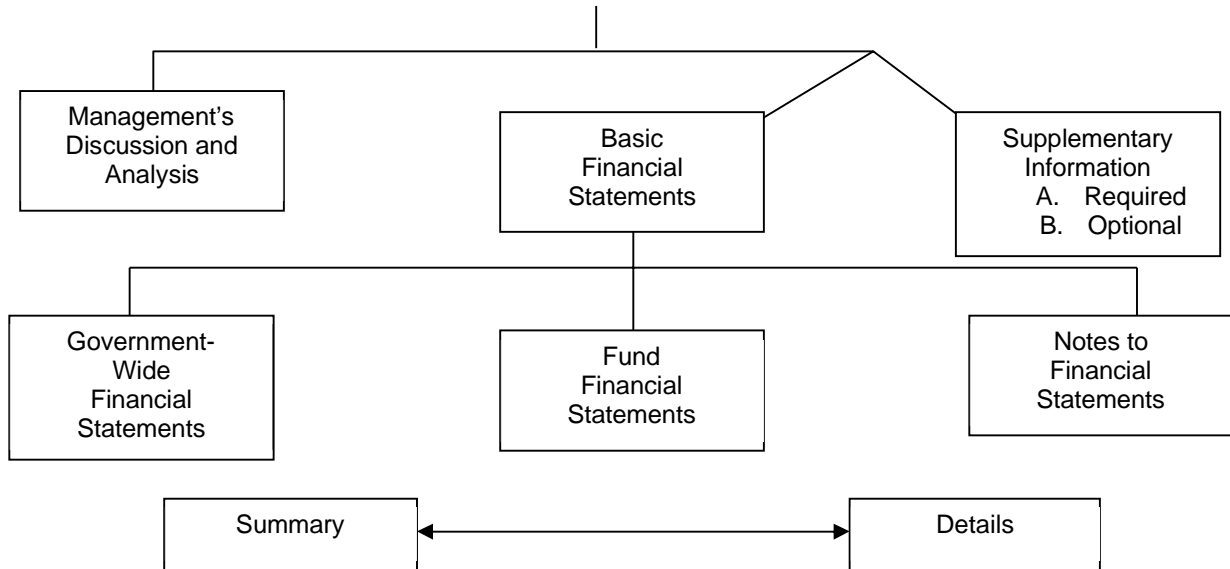 Management’s
Discussion and
Analysis
Basic
Financial
Statements
Supplementary
Information
A. Required
B. Optional
Government-
Wide
Financial
Statements
Fund
Financial
Statements
Notes to
Financial
Statements
Summary
Details